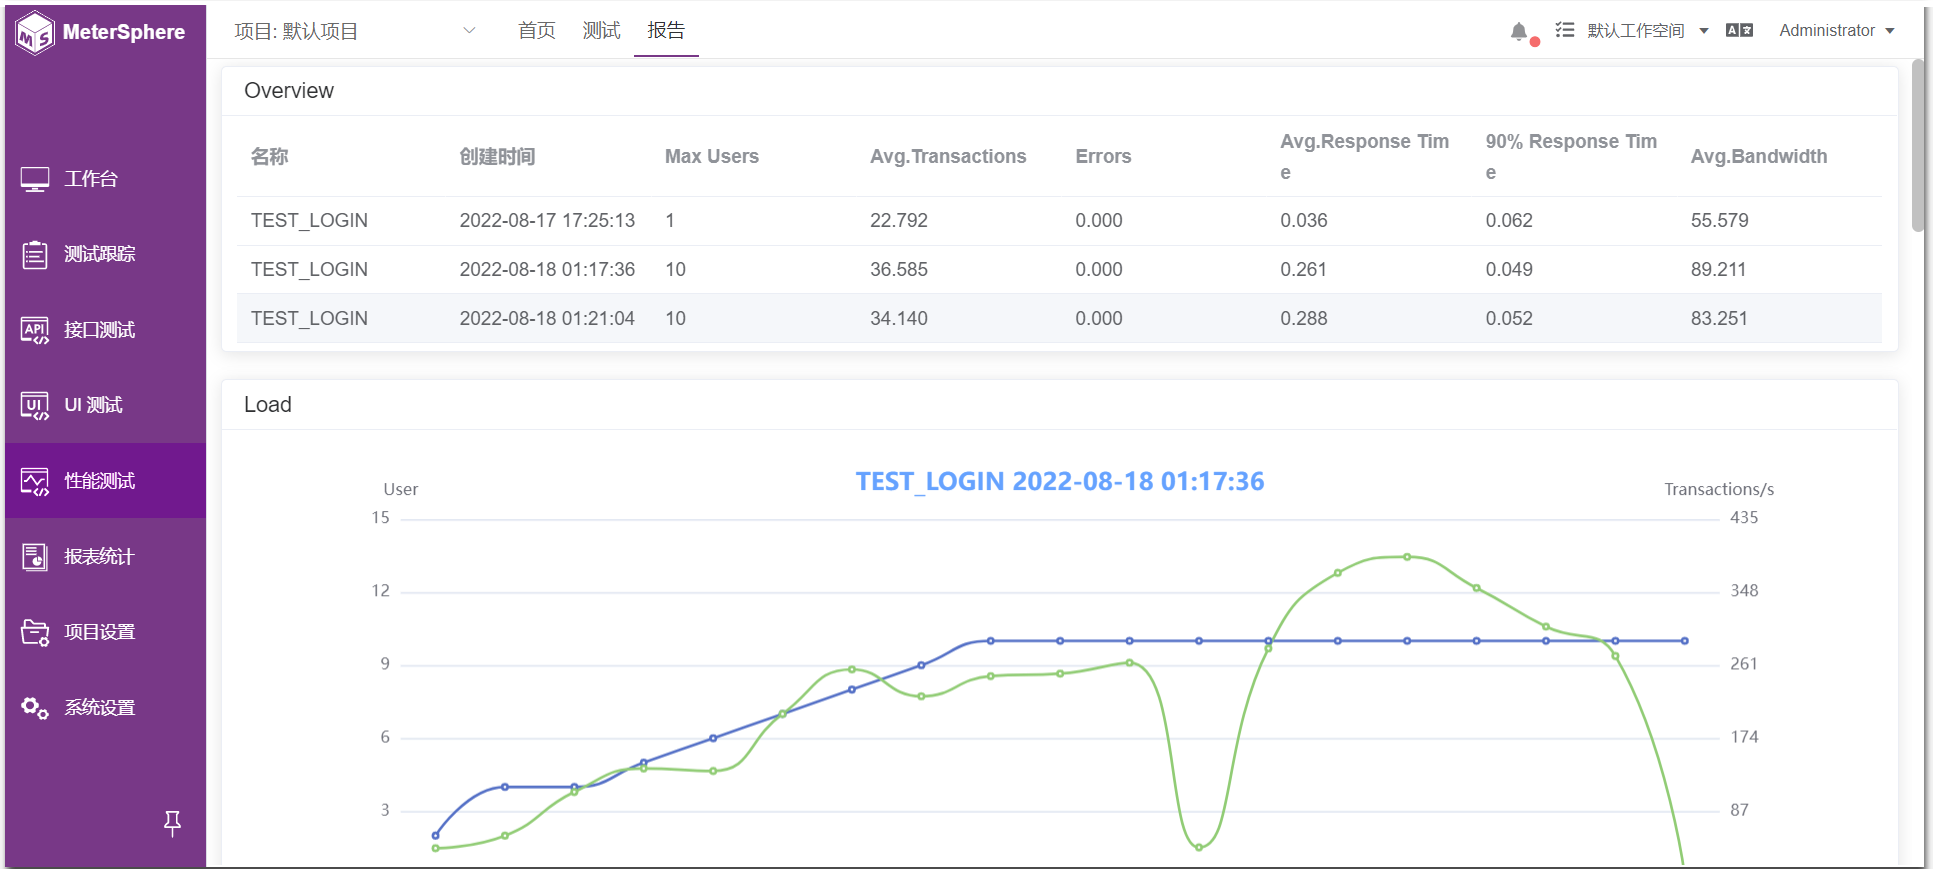 MeterSphere
项目: 默认项目
首页
测试
报告
默认工作空间
Administrator
工作台
测试跟踪
接口测试
UI 测试
性能测试
报表统计
项目设置
系统设置
Overview
名称 创建时间 Max Users Avg.Transactions Errors Avg.Response Tim 90% Response Tim Avg.Bandwidth
e e
TEST_LOGIN 2022-08-17 17:25:13 1 22.792 0.000 0.036 0.062 55.579
TEST_LOGIN 2022-08-18 01:17:36 10 36.585 0.000 0.261 0.049 89.211
TEST_LOGIN 2022-08-18 01:21:04 10 34.140 0.000 0.288 0.052 83.251
Load
TEST_LOGIN 2022-08-18 01:17:36
User Transactions/s
15 435
12 348
9 261
6 174
3 87